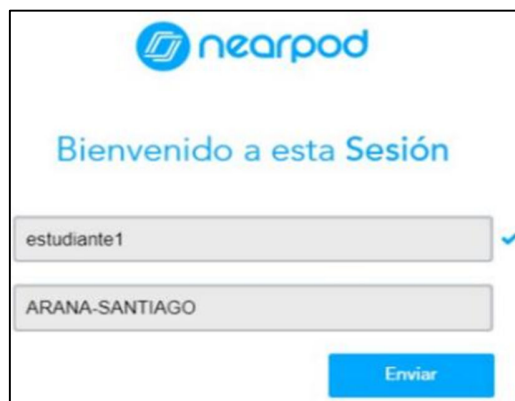 nearpod
Bienvenido a esta Sesión
estudiante1
ARANA-SANTIAGO
Enviar